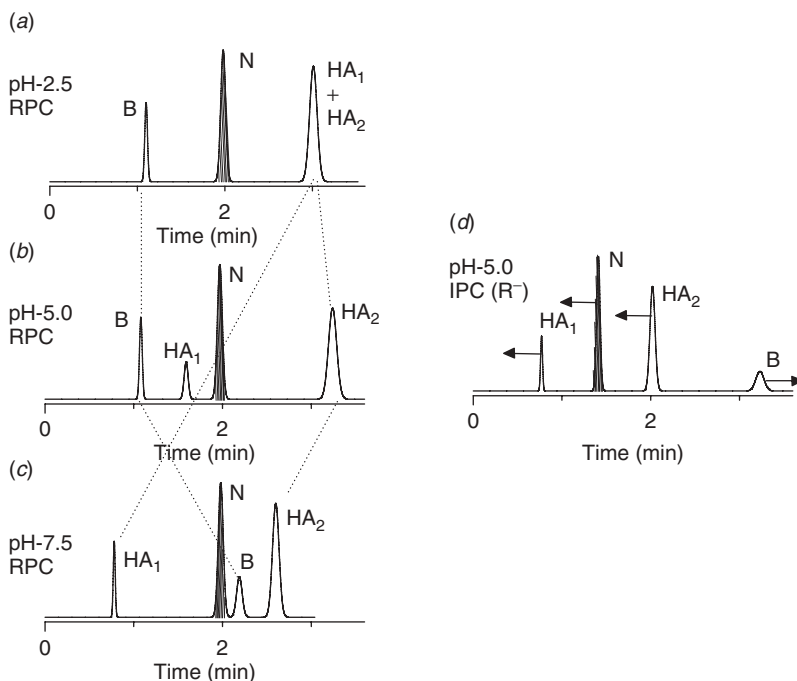 (a)
pH-2.5
RPC
B
N
HA₁
+
HA₂
0
2
Time (min)
(b)
pH-5.0
RPC
B
HA₁
N
HA₂
0
2
Time (min)
(c)
pH-7.5
RPC
HA₁
N
B
HA₂
0
2
Time (min)
(d)
pH-5.0
IPC (R⁻)
HA₁
N
HA₂
B
0
2
Time (min)